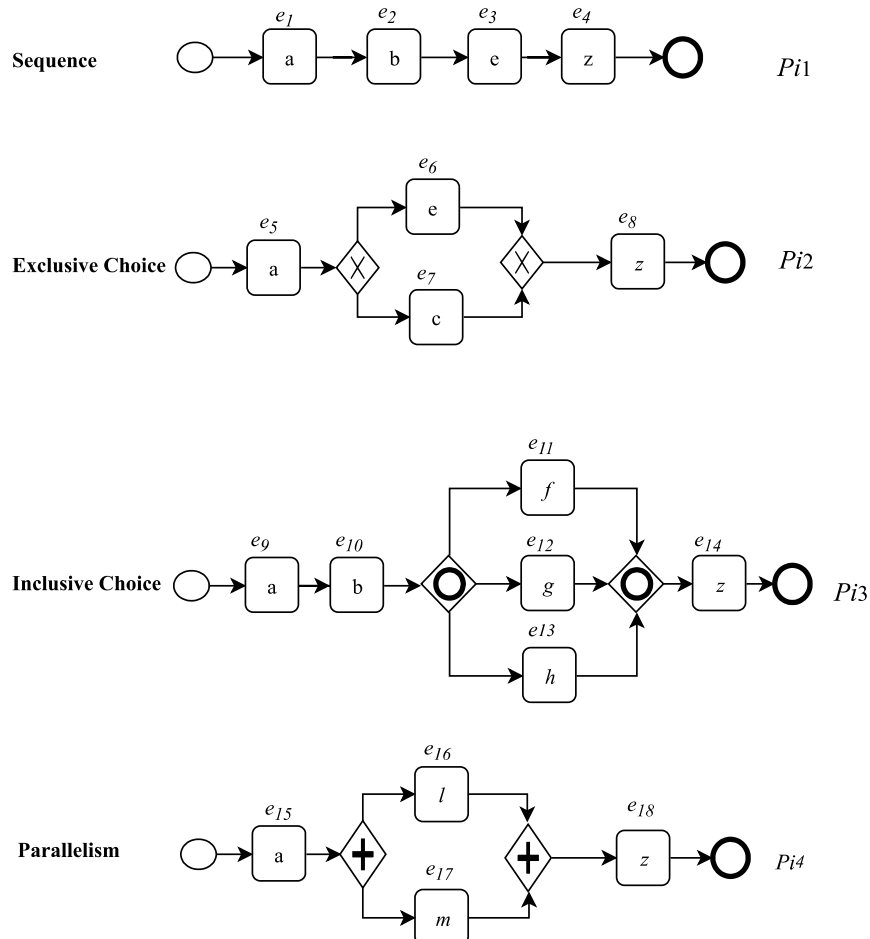 e1 e2 e3 e4
Sequence a b e z Pi1
e6
e5 e e8
Exclusive Choice a X X z Pi2
e7
c
e11
f
e9 e10 e12 e14
Inclusive Choice a b g z Pi3
e13
h
e16
l
e15 e18
Parallelism a z Pi4
e17
m